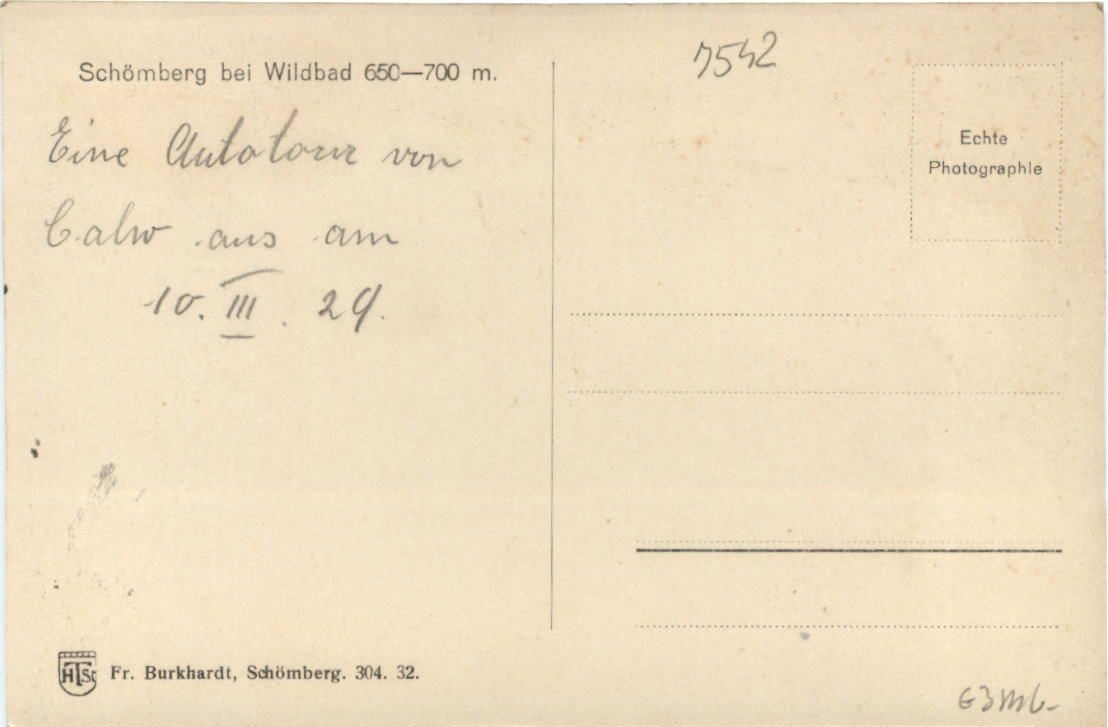 Schömberg bei Wildbad 650—700 m.
Eine Autotour von
Calw aus am
10. III. 29.
7542
Echte
Photographie
HTSt
Fr. Burkhardt, Schömberg. 304. 32.